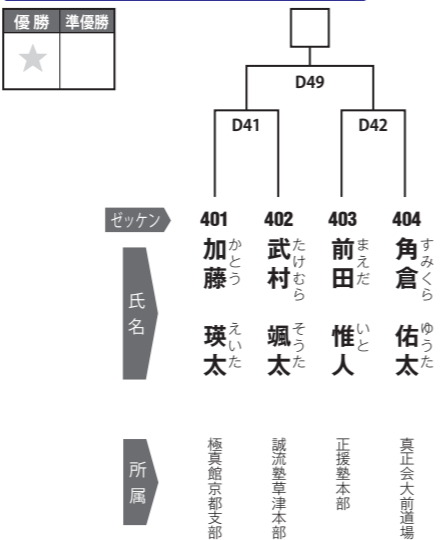 優勝 準優勝
★
D49
D41 D42
ゼッケン 401 402 403 404
氏名
加藤 瑛太
かとう えいた
武村 颯太
たけむら そうた
前田 惟人
まえだ いと
角倉 佑太
すみくら ゆうた
所属
極真館京都支部
誠流塾草津本部
正援塾本部
真正会大前道場